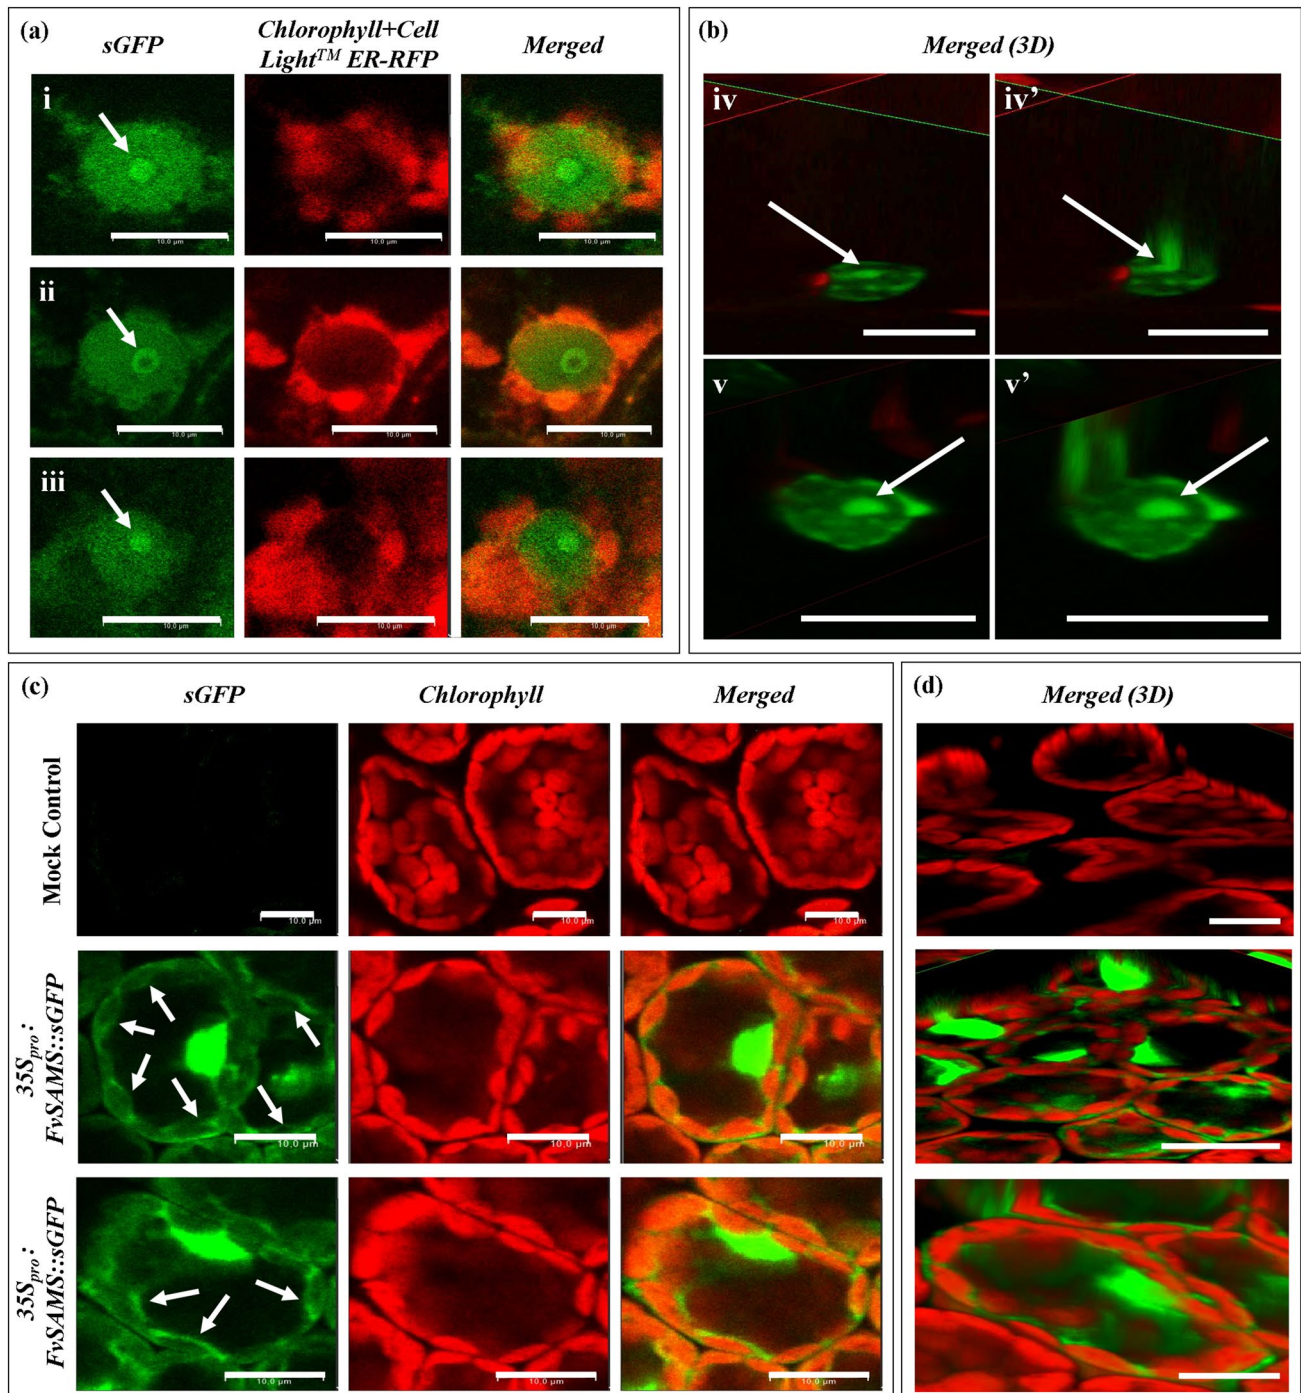 (a)
sGFP
Chlorophyll+Cell
Light™ ER-RFP
Merged
i
10,0 µm
10,0 µm
10,0 µm
ii
10,0 µm
10,0 µm
10,0 µm
iii
10,0 µm
10,0 µm
10,0 µm
(b)
Merged (3D)
iv
iv’
v
v’
(c)
sGFP
Chlorophyll
Merged
Mock Control
10,0 µm
10,0 µm
10,0 µm
35Spro:
FvSAMS::sGFP
10,0 µm
10,0 µm
10,0 µm
35Spro:
FvSAMS::sGFP
10,0 µm
10,0 µm
10,0 µm
(d)
Merged (3D)